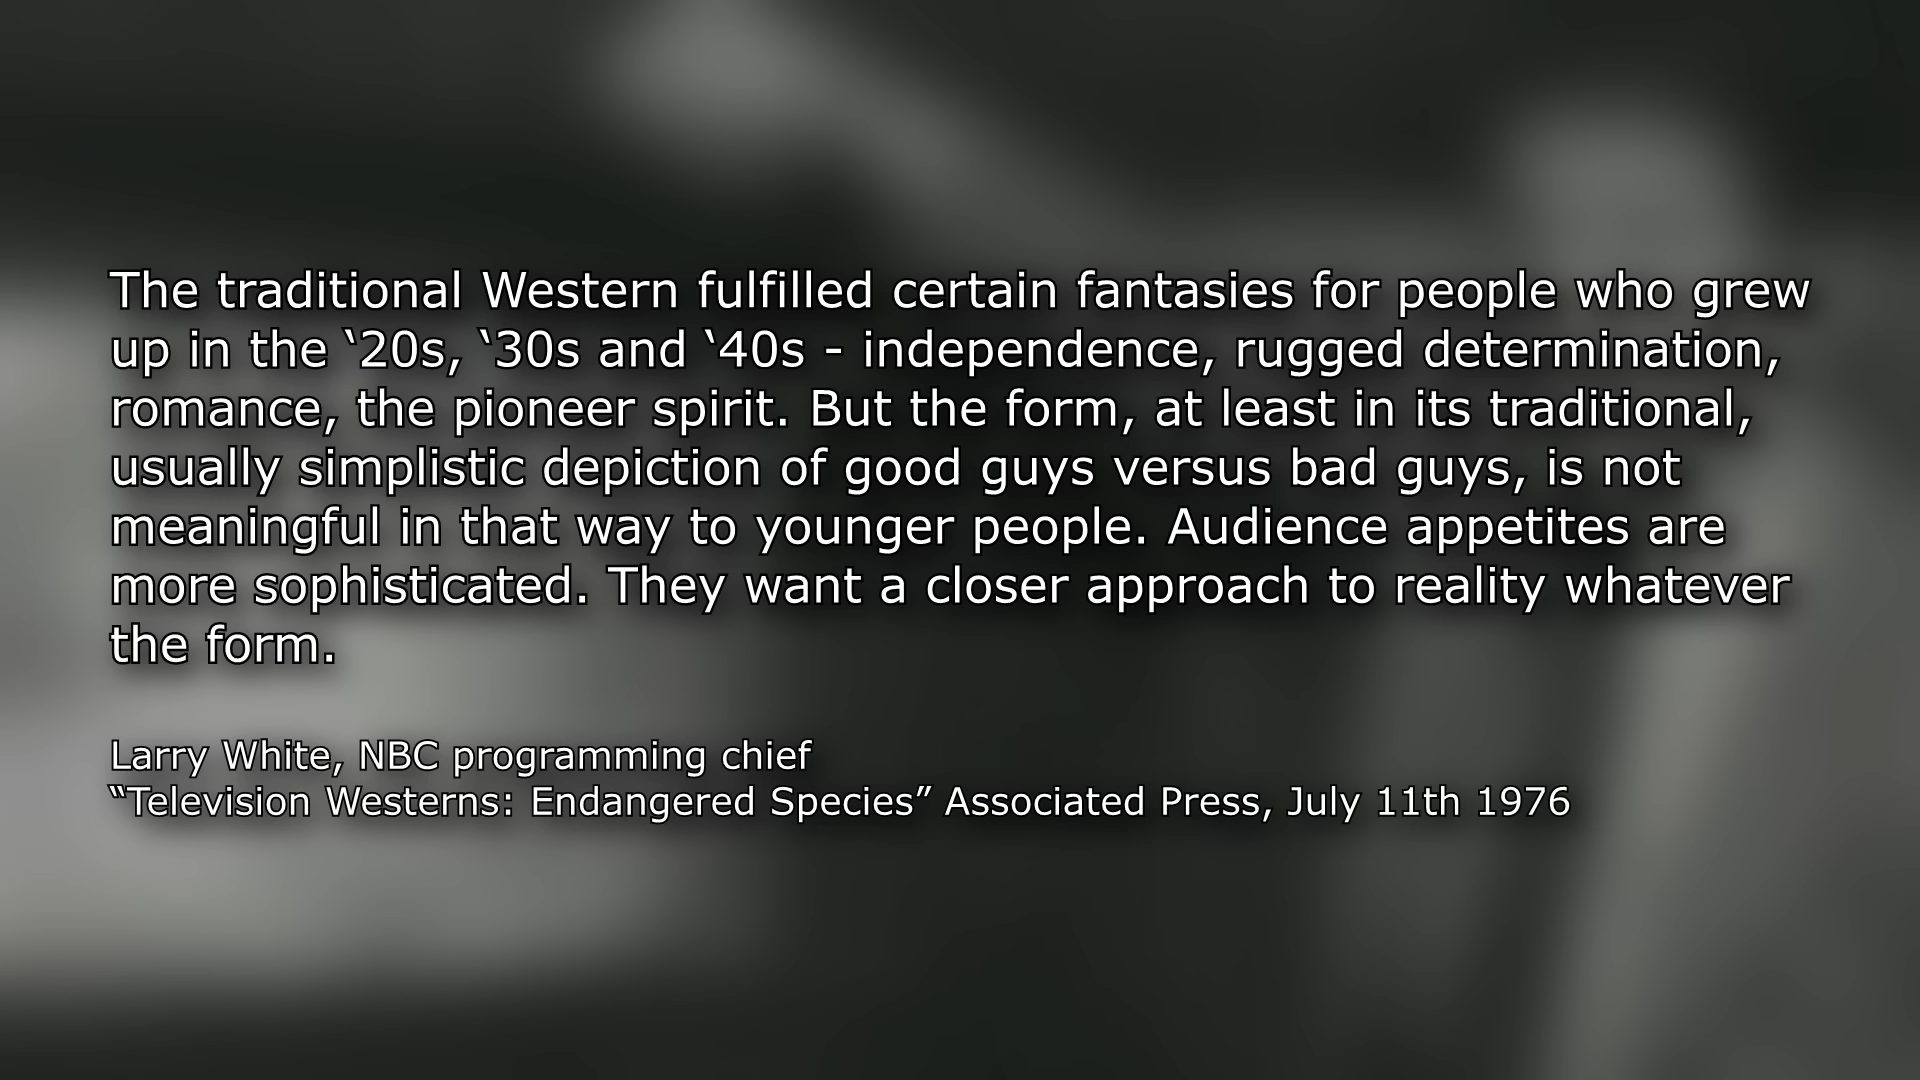 The traditional Western fulfilled certain fantasies for people who grew
up in the ‘20s, ‘30s and ‘40s - independence, rugged determination,
romance, the pioneer spirit. But the form, at least in its traditional,
usually simplistic depiction of good guys versus bad guys, is not
meaningful in that way to younger people. Audience appetites are
more sophisticated. They want a closer approach to reality whatever
the form.
Larry White, NBC programming chief
“Television Westerns: Endangered Species” Associated Press, July 11th 1976